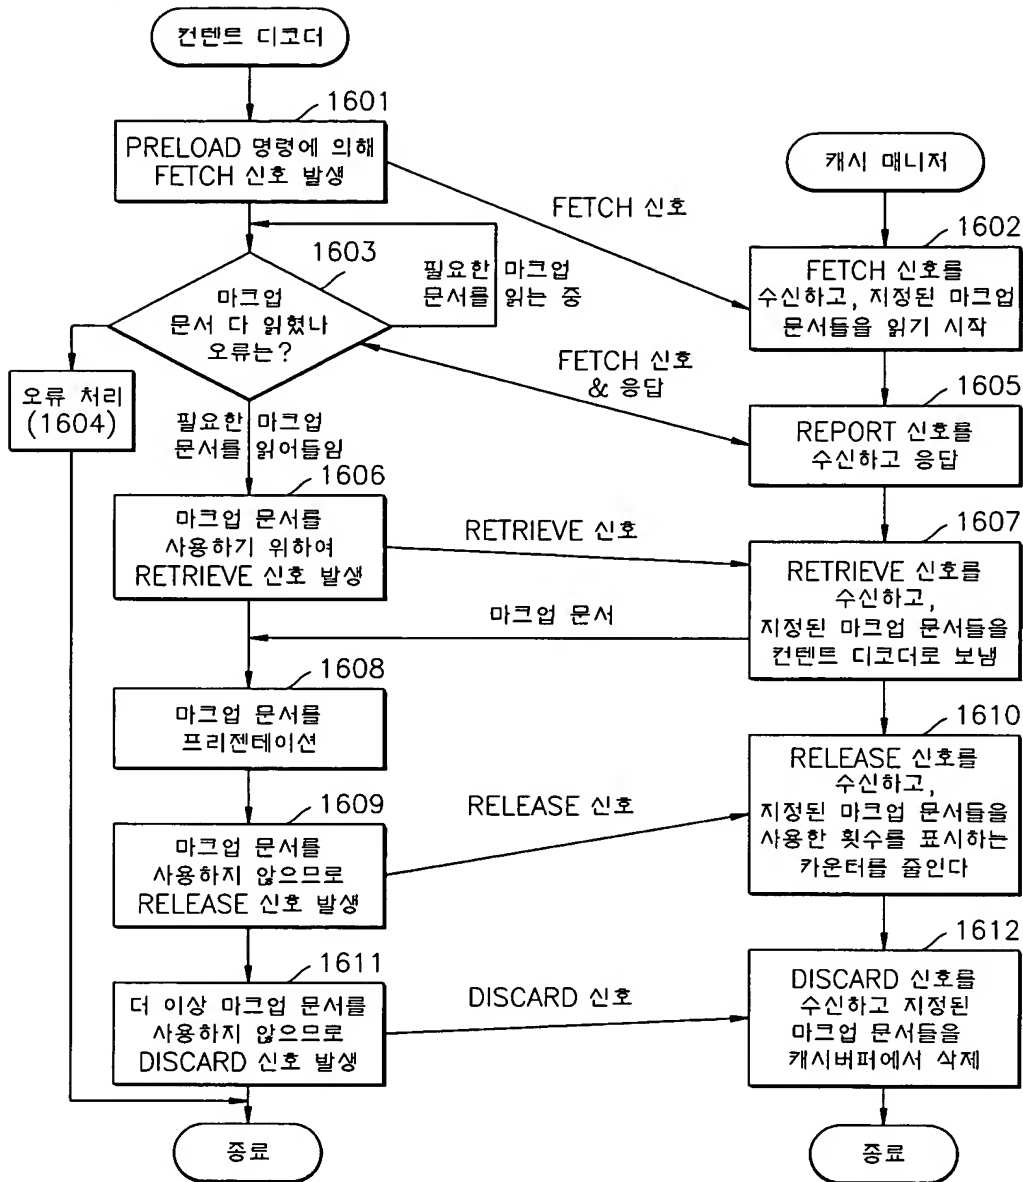 컨텐트 디코더
1601
PRELOAD 명령에 의해
FETCH 신호 발생
캐시 매니저
FETCH 신호
1602
FETCH 신호를
수신하고, 지정된 마크업
문서들을 읽기 시작
1603
마크업
문서 다 읽혔나
오류는?
필요한 마크업
문서를 읽는 중
오류 처리
(1604)
FETCH 신호
& 응답
1605
REPORT 신호를
수신하고 응답
필요한 마크업
문서를 읽어들임
1606
마크업 문서를
사용하기 위하여
RETRIEVE 신호 발생
RETRIEVE 신호
1607
RETRIEVE 신호를
수신하고,
지정된 마크업 문서들을
컨텐트 디코더로 보냄
마크업 문서
1608
마크업 문서를
프리젠테이션
1609
마크업 문서를
사용하지 않으므로
RELEASE 신호 발생
RELEASE 신호
1610
RELEASE 신호를
수신하고,
지정된 마크업 문서들을
사용한 횟수를 표시하는
카운터를 줄인다
1611
더 이상 마크업 문서를
사용하지 않으므로
DISCARD 신호 발생
DISCARD 신호
1612
DISCARD 신호를
수신하고 지정된
마크업 문서들을
캐시버퍼에서 삭제
종료
종료